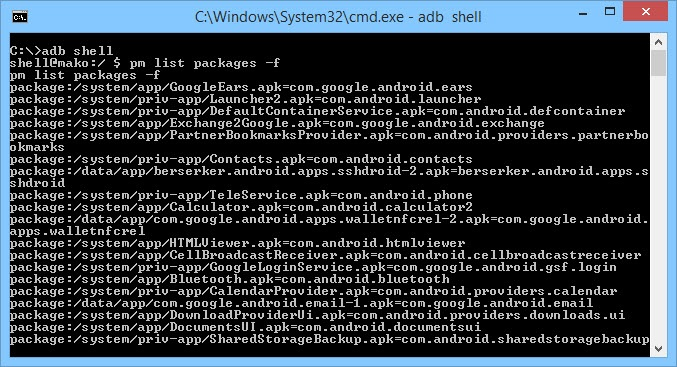 C:\Windows\System32\cmd.exe - adb  shell
C:\>adb shell
shell@mako:/ $ pm list packages -f
pm list packages -f
package:/system/app/GoogleEars.apk=com.google.android.ears
package:/system/priv-app/Launcher2.apk=com.android.launcher
package:/system/priv-app/DefaultContainerService.apk=com.android.defcontainer
package:/system/app/Exchange2Google.apk=com.google.android.exchange
package:/system/app/PartnerBookmarksProvider.apk=com.android.providers.partnerbo
okmarks
package:/system/priv-app/Contacts.apk=com.android.contacts
package:/data/app/berserker.android.apps.sshdroid-2.apk=berserker.android.apps.s
shdroid
package:/system/priv-app/TeleService.apk=com.android.phone
package:/system/app/Calculator.apk=com.android.calculator2
package:/data/app/com.google.android.apps.walletnfcrel-2.apk=com.google.android.
apps.walletnfcrel
package:/system/app/HTMLViewer.apk=com.android.htmlviewer
package:/system/app/CellBroadcastReceiver.apk=com.android.cellbroadcastreceiver
package:/system/priv-app/GoogleLoginService.apk=com.google.android.gsf.login
package:/system/app/Bluetooth.apk=com.android.bluetooth
package:/system/priv-app/CalendarProvider.apk=com.android.providers.calendar
package:/data/app/com.google.android.email-1.apk=com.google.android.email
package:/system/app/DownloadProviderUi.apk=com.android.providers.downloads.ui
package:/system/app/DocumentsUI.apk=com.android.documentsui
package:/system/priv-app/SharedStorageBackup.apk=com.android.sharedstoragebackup